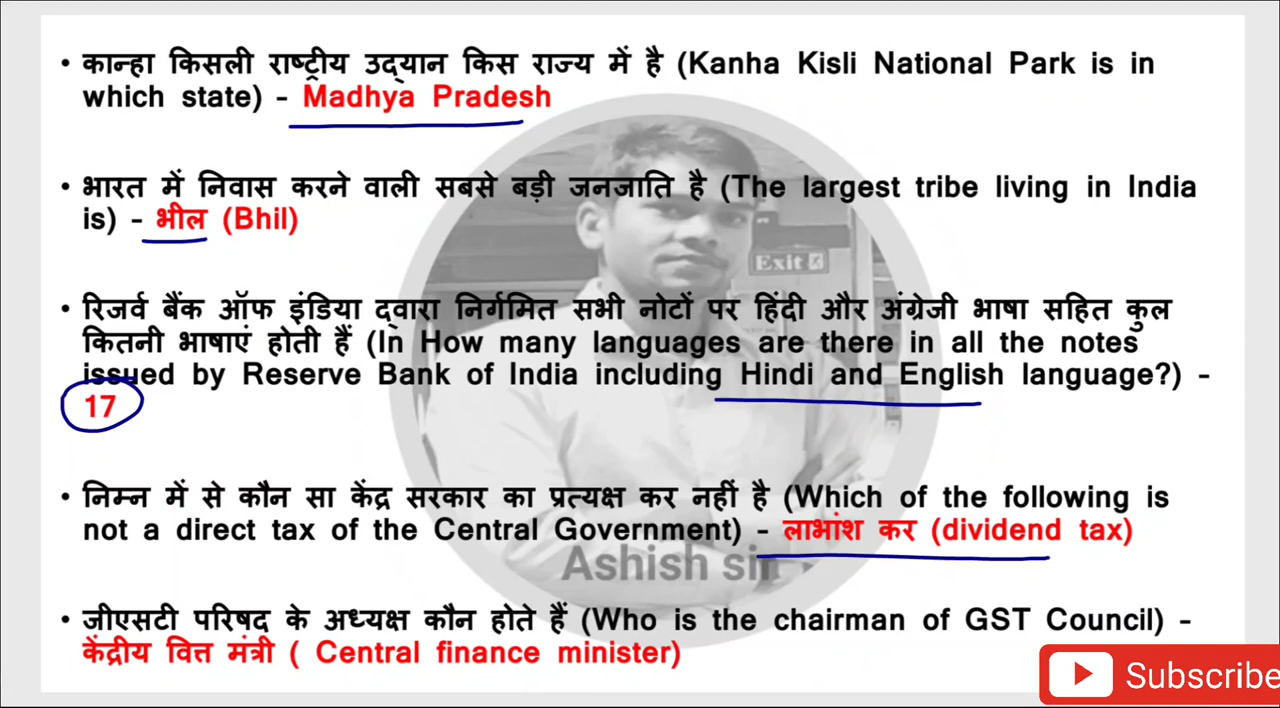 • कान्हा किसली राष्ट्रीय उद्यान किस राज्य में है (Kanha Kisli National Park is in
which state) – Madhya Pradesh
• भारत में निवास करने वाली सबसे बड़ी जनजाति है (The largest tribe living in India
is) – भील (Bhil)
Exit
• रिजर्व बैंक ऑफ इंडिया द्वारा निर्गमित सभी नोटों पर हिंदी और अंग्रेजी भाषा सहित कुल
कितनी भाषाएं होती हैं (In How many languages are there in all the notes
issued by Reserve Bank of India including Hindi and English language?) –
17
• निम्न में से कौन सा केंद्र सरकार का प्रत्यक्ष कर नहीं है (Which of the following is
not a direct tax of the Central Government) – लाभांश कर (dividend tax)
Ashish sir
• जीएसटी परिषद के अध्यक्ष कौन होते हैं (Who is the chairman of GST Council) –
केंद्रीय वित्त मंत्री ( Central finance minister)
Subscribe